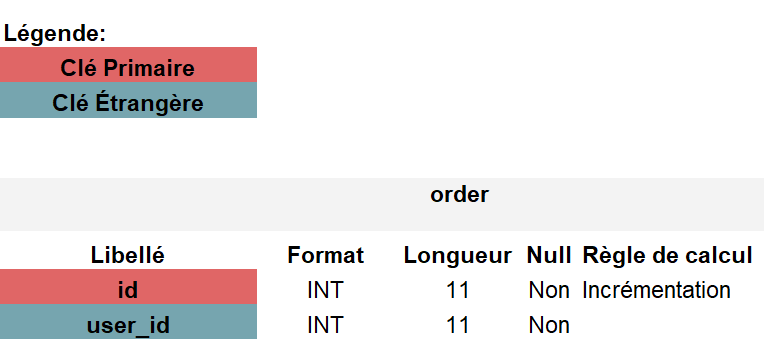 Légende:
Clé Primaire
Clé Étrangère
order
Libellé Format Longueur Null Règle de calcul
id INT 11 Non Incrémentation
user_id INT 11 Non